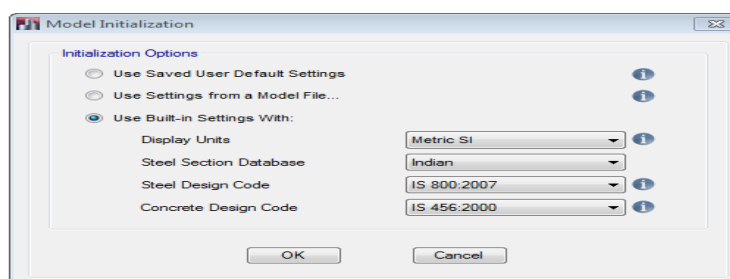 Model Initialization
Initialization Options
Use Saved User Default Settings
Use Settings from a Model File...
Use Built-in Settings With:
Display Units Metric SI
Steel Section Database Indian
Steel Design Code IS 800:2007
Concrete Design Code IS 456:2000
OK Cancel